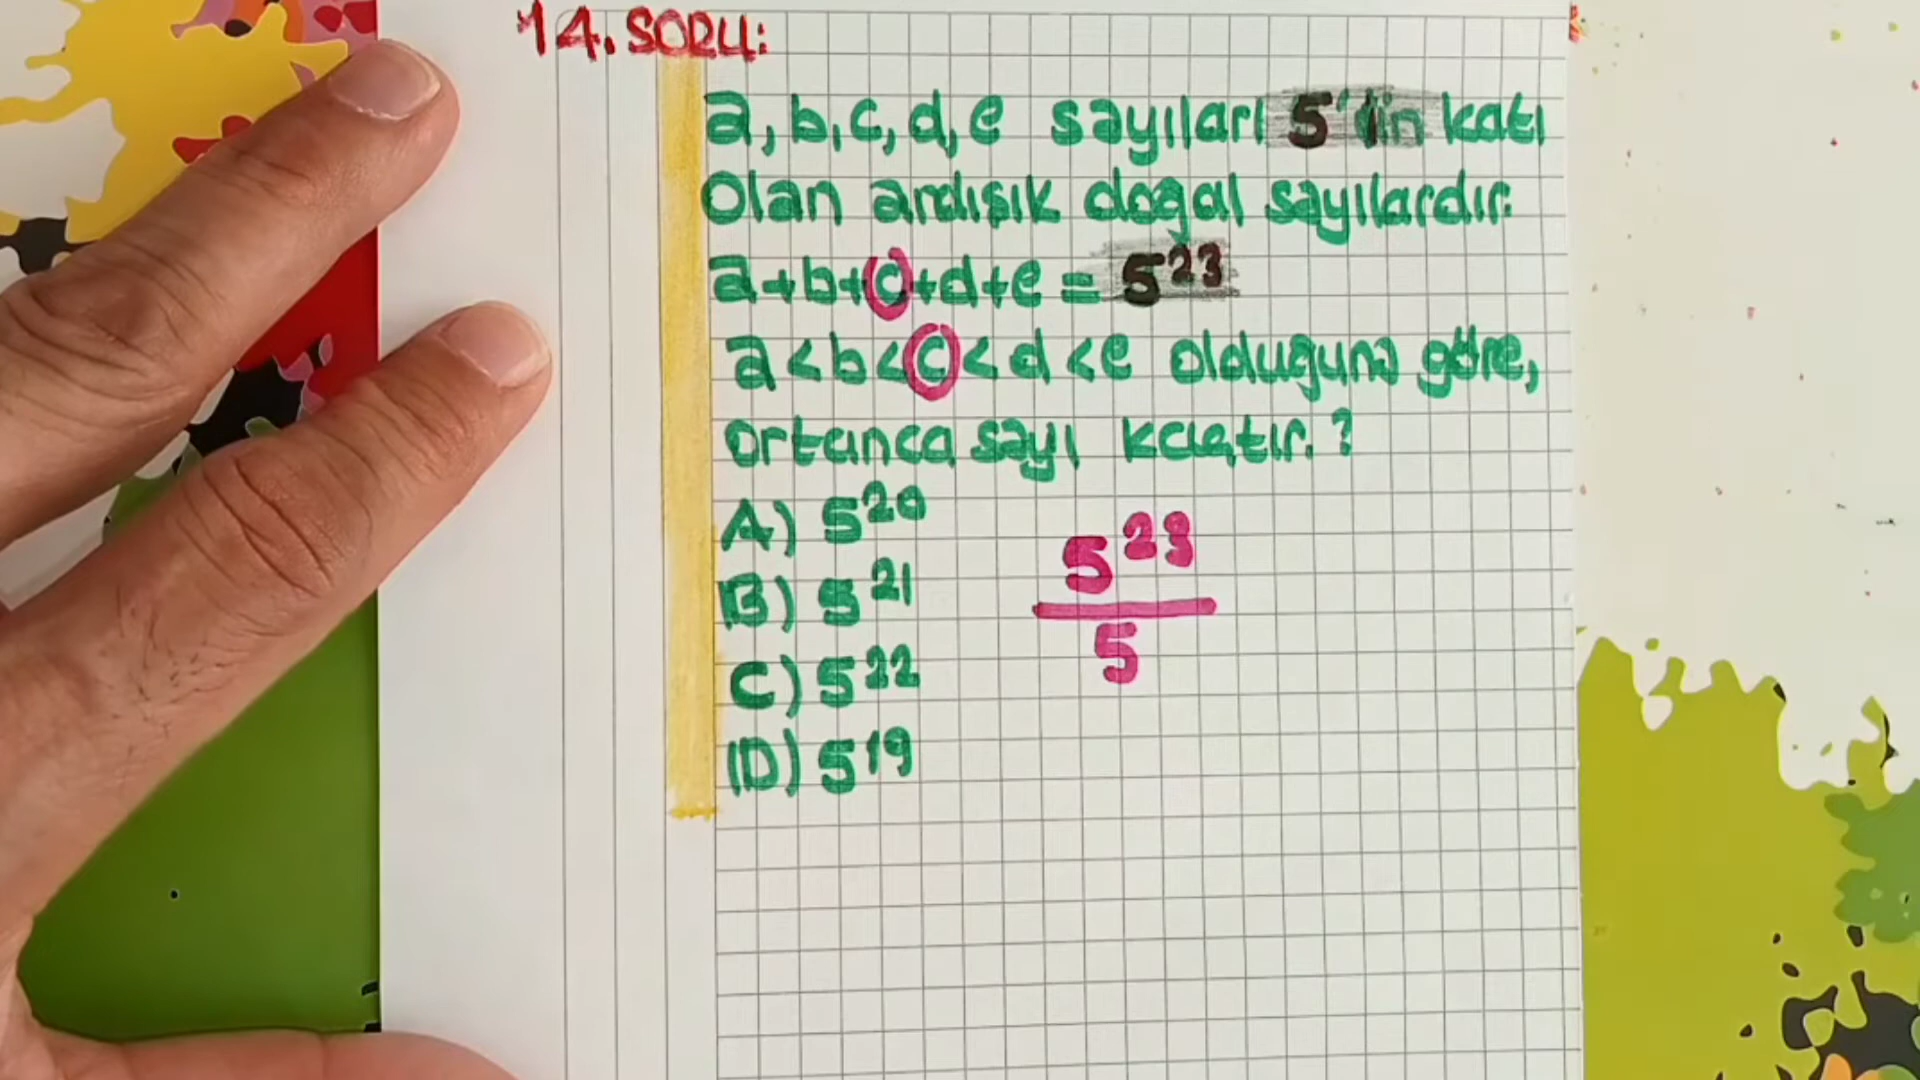 14. SORU:
a, b, c, d, e sayıları 5'in katı
Olan ardışık doğal sayılardır.
a+b+c+d+e = 5²³
a<b<c<d<e olduğuna göre,
ortanca sayı kaçtır.?
A) 5²⁰
B) 5²¹
C) 5²²
D) 5¹⁹
5²³
5